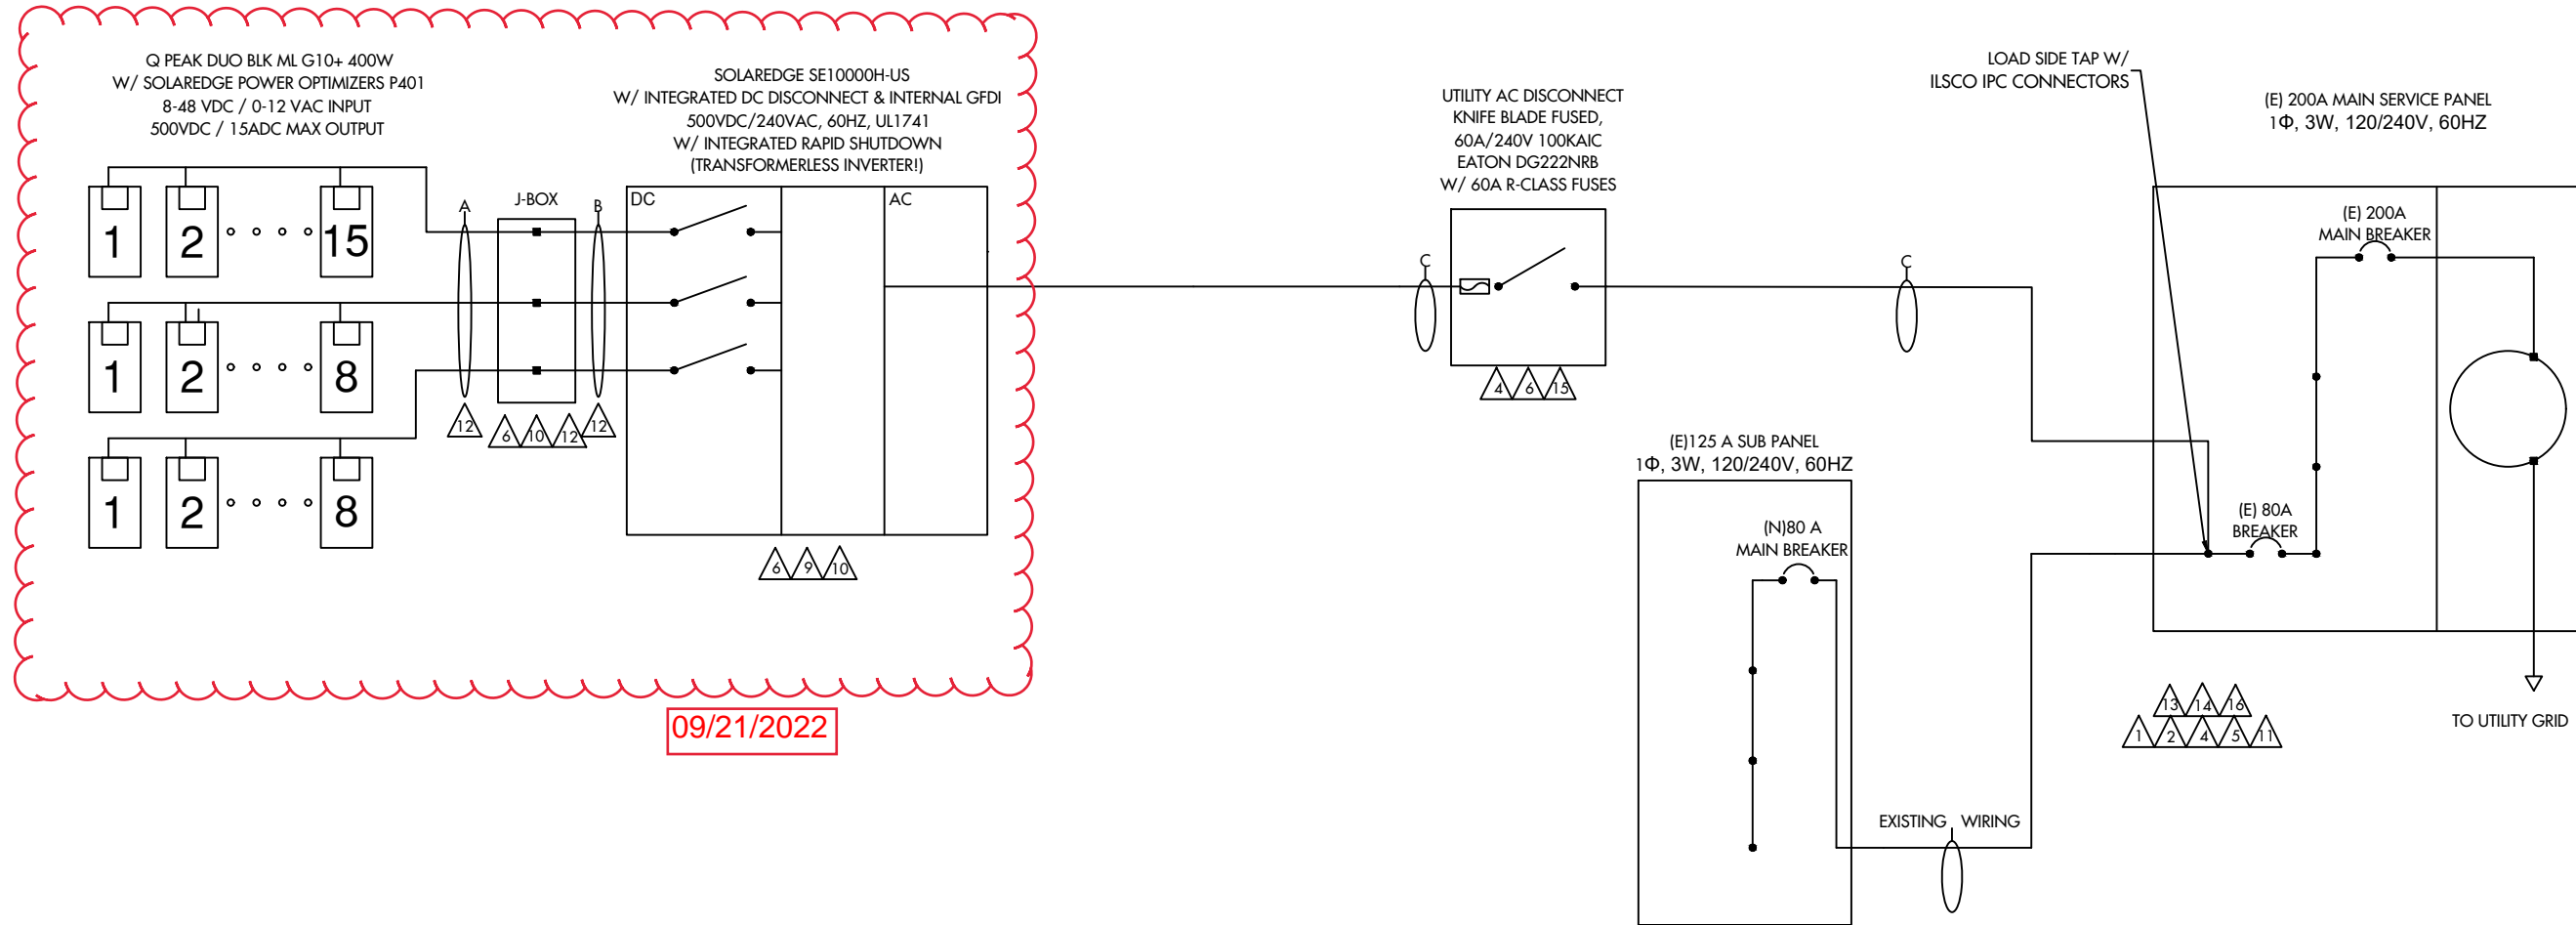 Q PEAK DUO BLK ML G10+ 400W
W/ SOLAREDGE POWER OPTIMIZERS P401
8-48 VDC / 0-12 VAC INPUT
500VDC / 15ADC MAX OUTPUT
SOLAREDGE SE10000H-US
W/ INTEGRATED DC DISCONNECT & INTERNAL GFDI
500VDC/240VAC, 60HZ, UL1741
W/ INTEGRATED RAPID SHUTDOWN
(TRANSFORMERLESS INVERTER!)
1 2 15
1 2 8
1 2 8
A
J-BOX
B
DC
AC
12
6 10 12
12
6 9 10
09/21/2022
UTILITY AC DISCONNECT
KNIFE BLADE FUSED,
60A/240V 100KAIC
EATON DG222NRB
W/ 60A R-CLASS FUSES
C
C
4 6 15
(E)125 A SUB PANEL
1Φ, 3W, 120/240V, 60HZ
(N)80 A
MAIN BREAKER
EXISTING WIRING
LOAD SIDE TAP W/
ILSCO IPC CONNECTORS
(E) 200A MAIN SERVICE PANEL
1Φ, 3W, 120/240V, 60HZ
(E) 200A
MAIN BREAKER
(E) 80A
BREAKER
13 14 16
1 2 4 5 11
TO UTILITY GRID